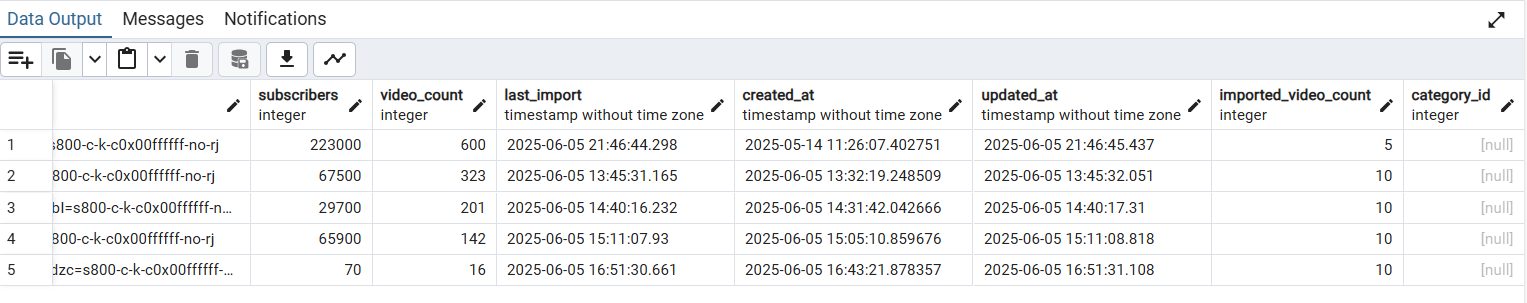 Data Output Messages Notifications
subscribers video_count last_import created_at updated_at imported_video_count category_id
integer integer timestamp without time zone timestamp without time zone timestamp without time zone integer integer
1 s800-c-k-c0x00ffffff-no-rj 223000 600 2025-06-05 21:46:44.298 2025-05-14 11:26:07.402751 2025-06-05 21:46:45.437 5 [null]
2 800-c-k-c0x00ffffff-no-rj 67500 323 2025-06-05 13:45:31.165 2025-06-05 13:32:19.248509 2025-06-05 13:45:32.051 10 [null]
3 bI=s800-c-k-c0x00ffffff-n... 29700 201 2025-06-05 14:40:16.232 2025-06-05 14:31:42.042666 2025-06-05 14:40:17.31 10 [null]
4 800-c-k-c0x00ffffff-no-rj 65900 142 2025-06-05 15:11:07.93 2025-06-05 15:05:10.859676 2025-06-05 15:11:08.818 10 [null]
5 dzc=s800-c-k-c0x00ffffff-... 70 16 2025-06-05 16:51:30.661 2025-06-05 16:43:21.878357 2025-06-05 16:51:31.108 10 [null]